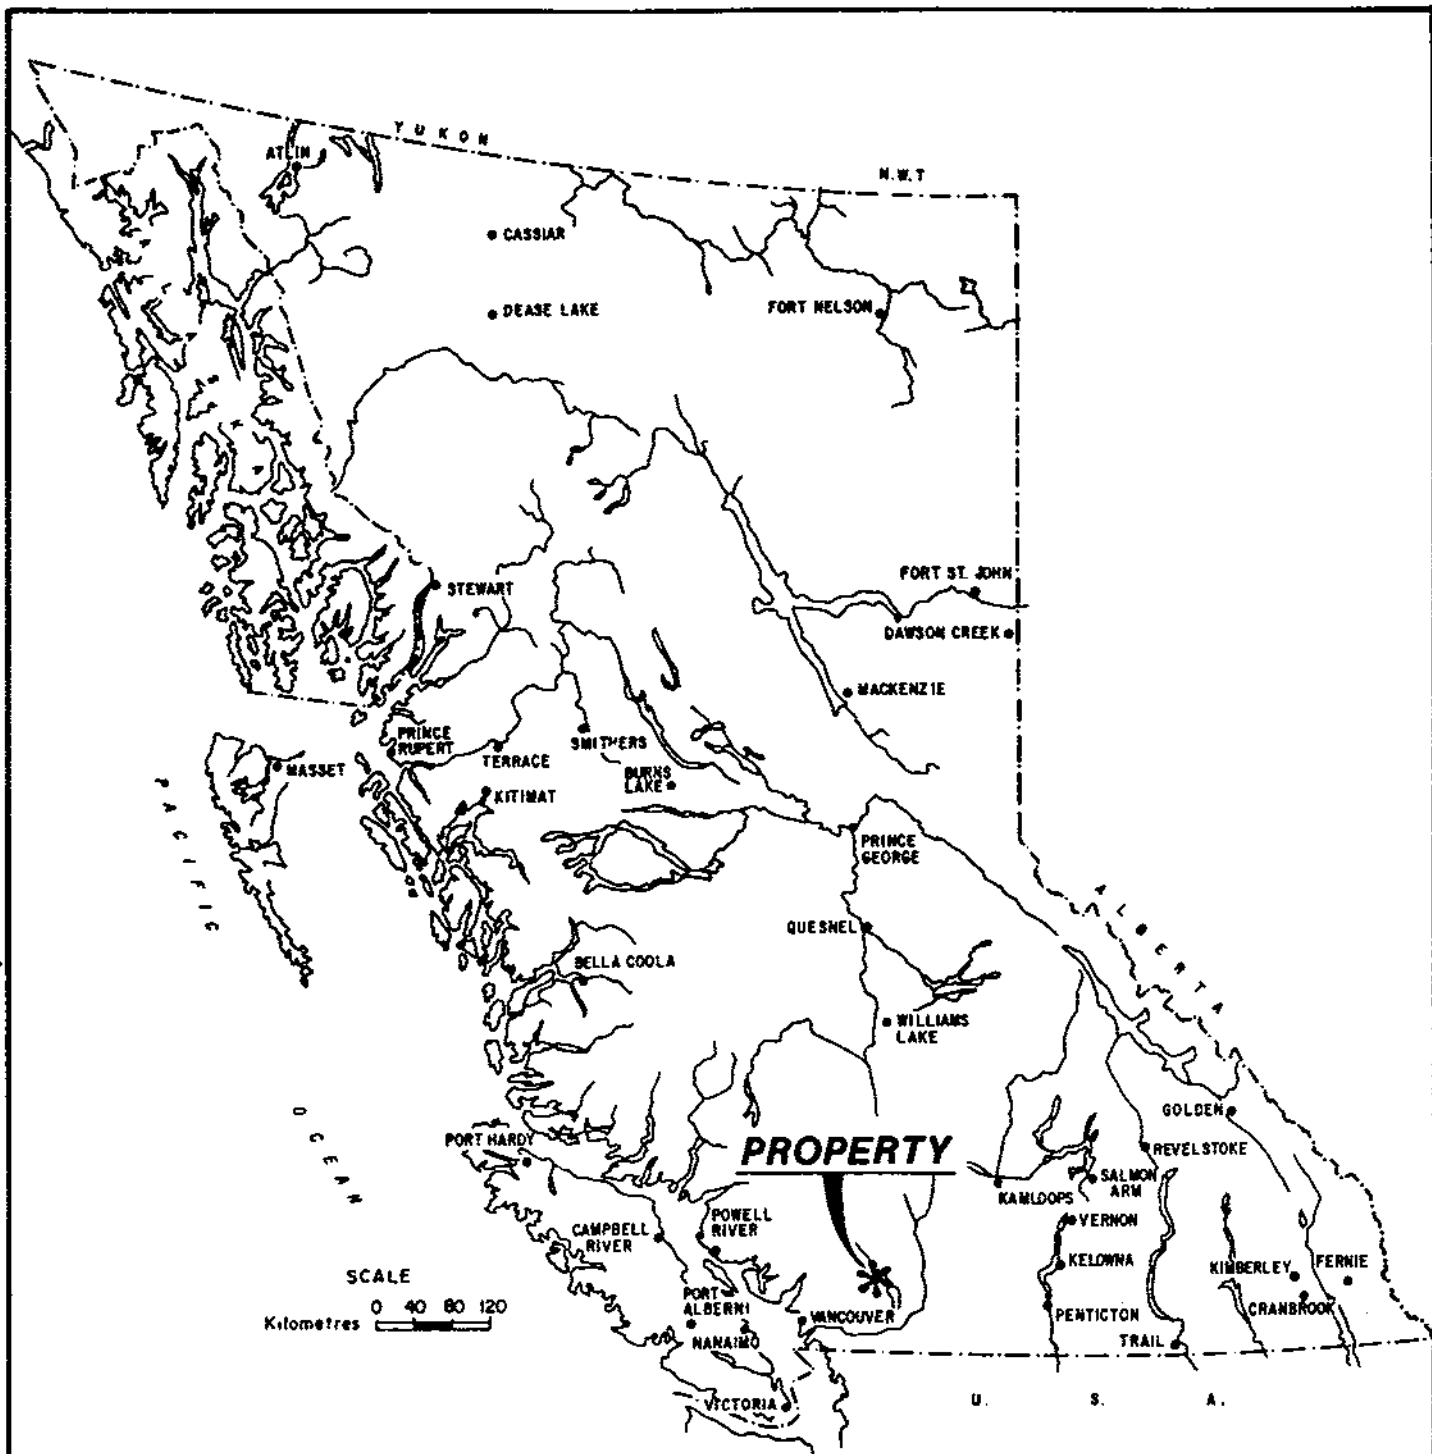 YUKON
N.W.T
ATLIN
CASSIAR
DEASE LAKE
FORT NELSON
FORT ST. JOHN
STEWART
DAWSON CREEK
MACKENZIE
PRINCE
RUPERT
SMITHERS
TERRACE
MASSET
BURNS
LAKE
KITIMAT
PACIFIC
PRINCE
GEORGE
ALBERTA
QUESNEL
BELLA COOLA
WILLIAMS
LAKE
OCEAN
GOLDEN
PORT HARDY
PROPERTY
REVELSTOKE
KAMLOOPS
SALMON
ARM
CAMPBELL
RIVER
POWELL
RIVER
VERNON
KELOWNA
KIMBERLEY
FERNIE
SCALE
0 40 80 120
Kilometres
PORT
ALBERNI
VANCOUVER
PENTICTON
CRANBROOK
NANAIMO
TRAIL
VICTORIA
U. S. A.